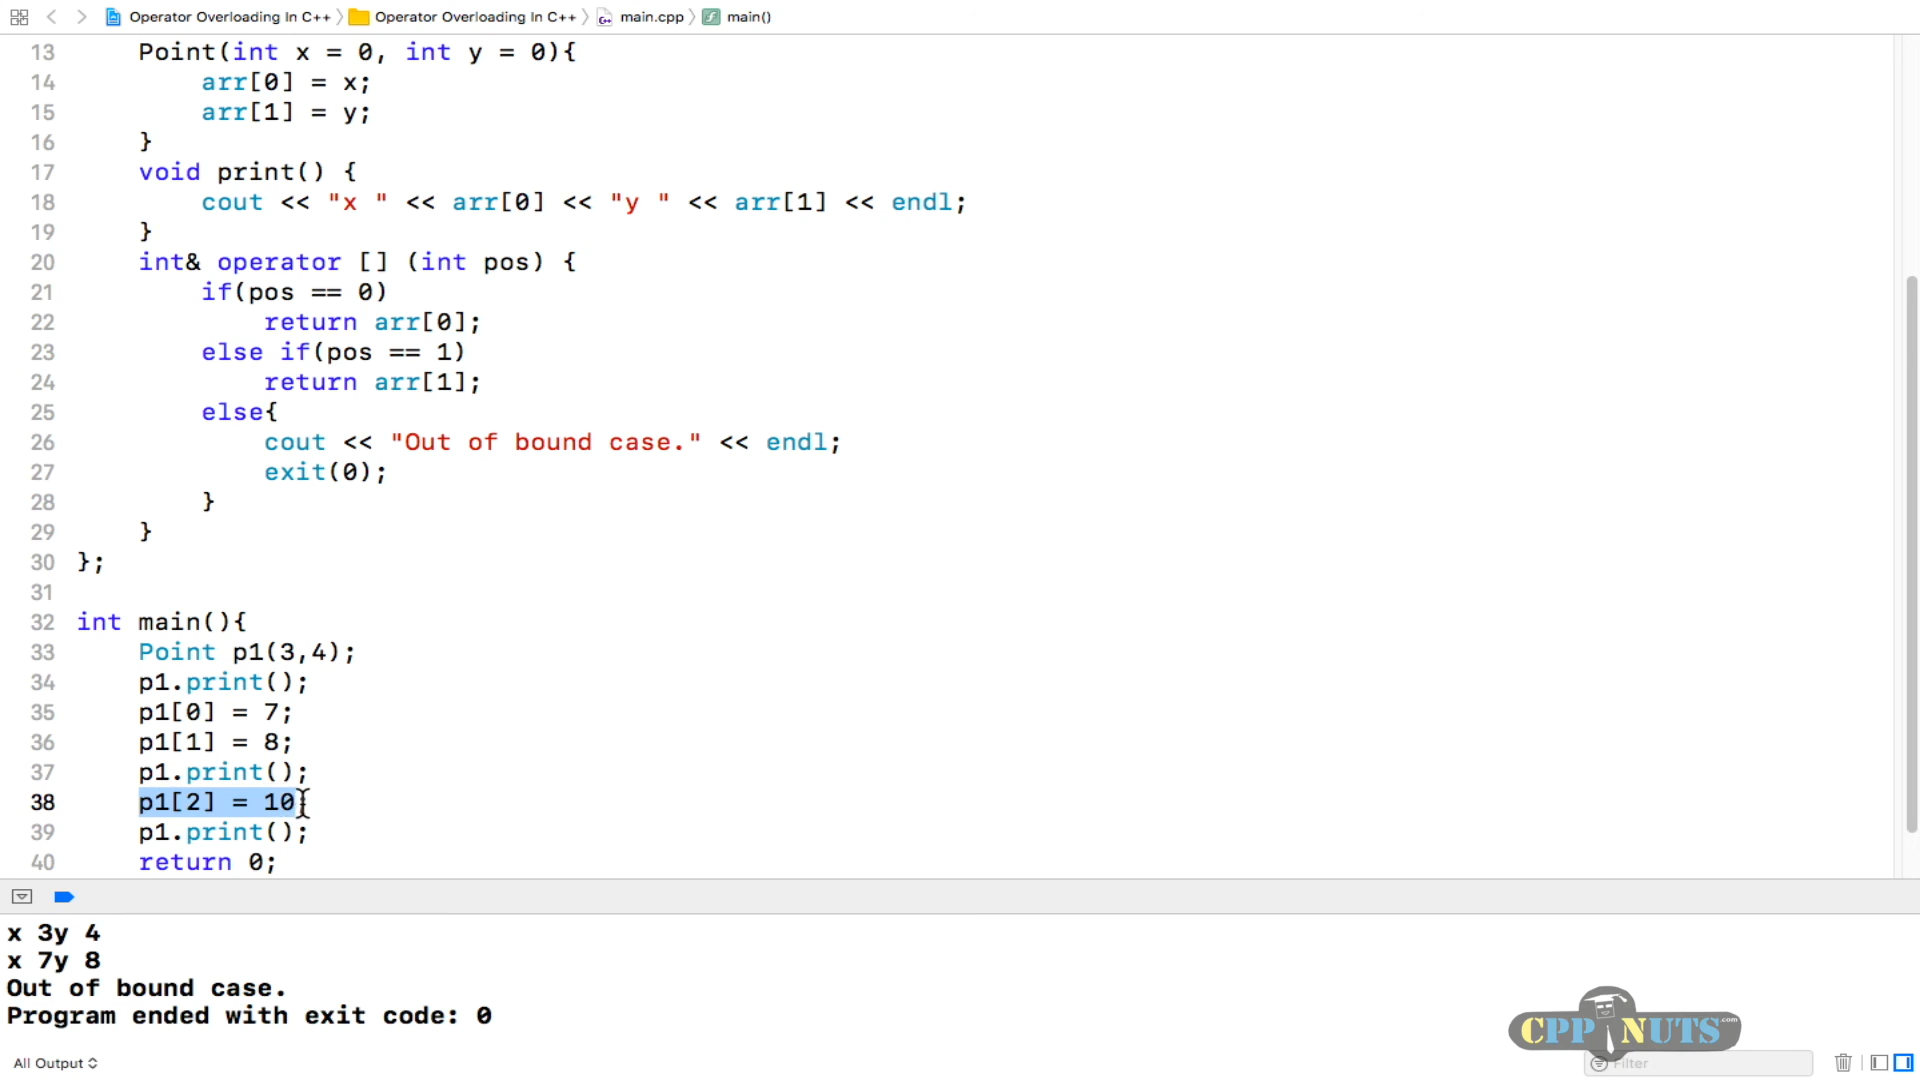 Operator Overloading In C++ Operator Overloading In C++ main.cpp main()
13 Point(int x = 0, int y = 0){
14 arr[0] = x;
15 arr[1] = y;
16 }
17 void print() {
18 cout << "x " << arr[0] << "y " << arr[1] << endl;
19 }
20 int& operator [] (int pos) {
21 if(pos == 0)
22 return arr[0];
23 else if(pos == 1)
24 return arr[1];
25 else{
26 cout << "Out of bound case." << endl;
27 exit(0);
28 }
29 }
30 };
31
32 int main(){
33 Point p1(3,4);
34 p1.print();
35 p1[0] = 7;
36 p1[1] = 8;
37 p1.print();
38 p1[2] = 10;
39 p1.print();
40 return 0;
x 3y 4
x 7y 8
Out of bound case.
Program ended with exit code: 0
CPP NUTS .com
All Output
Filter